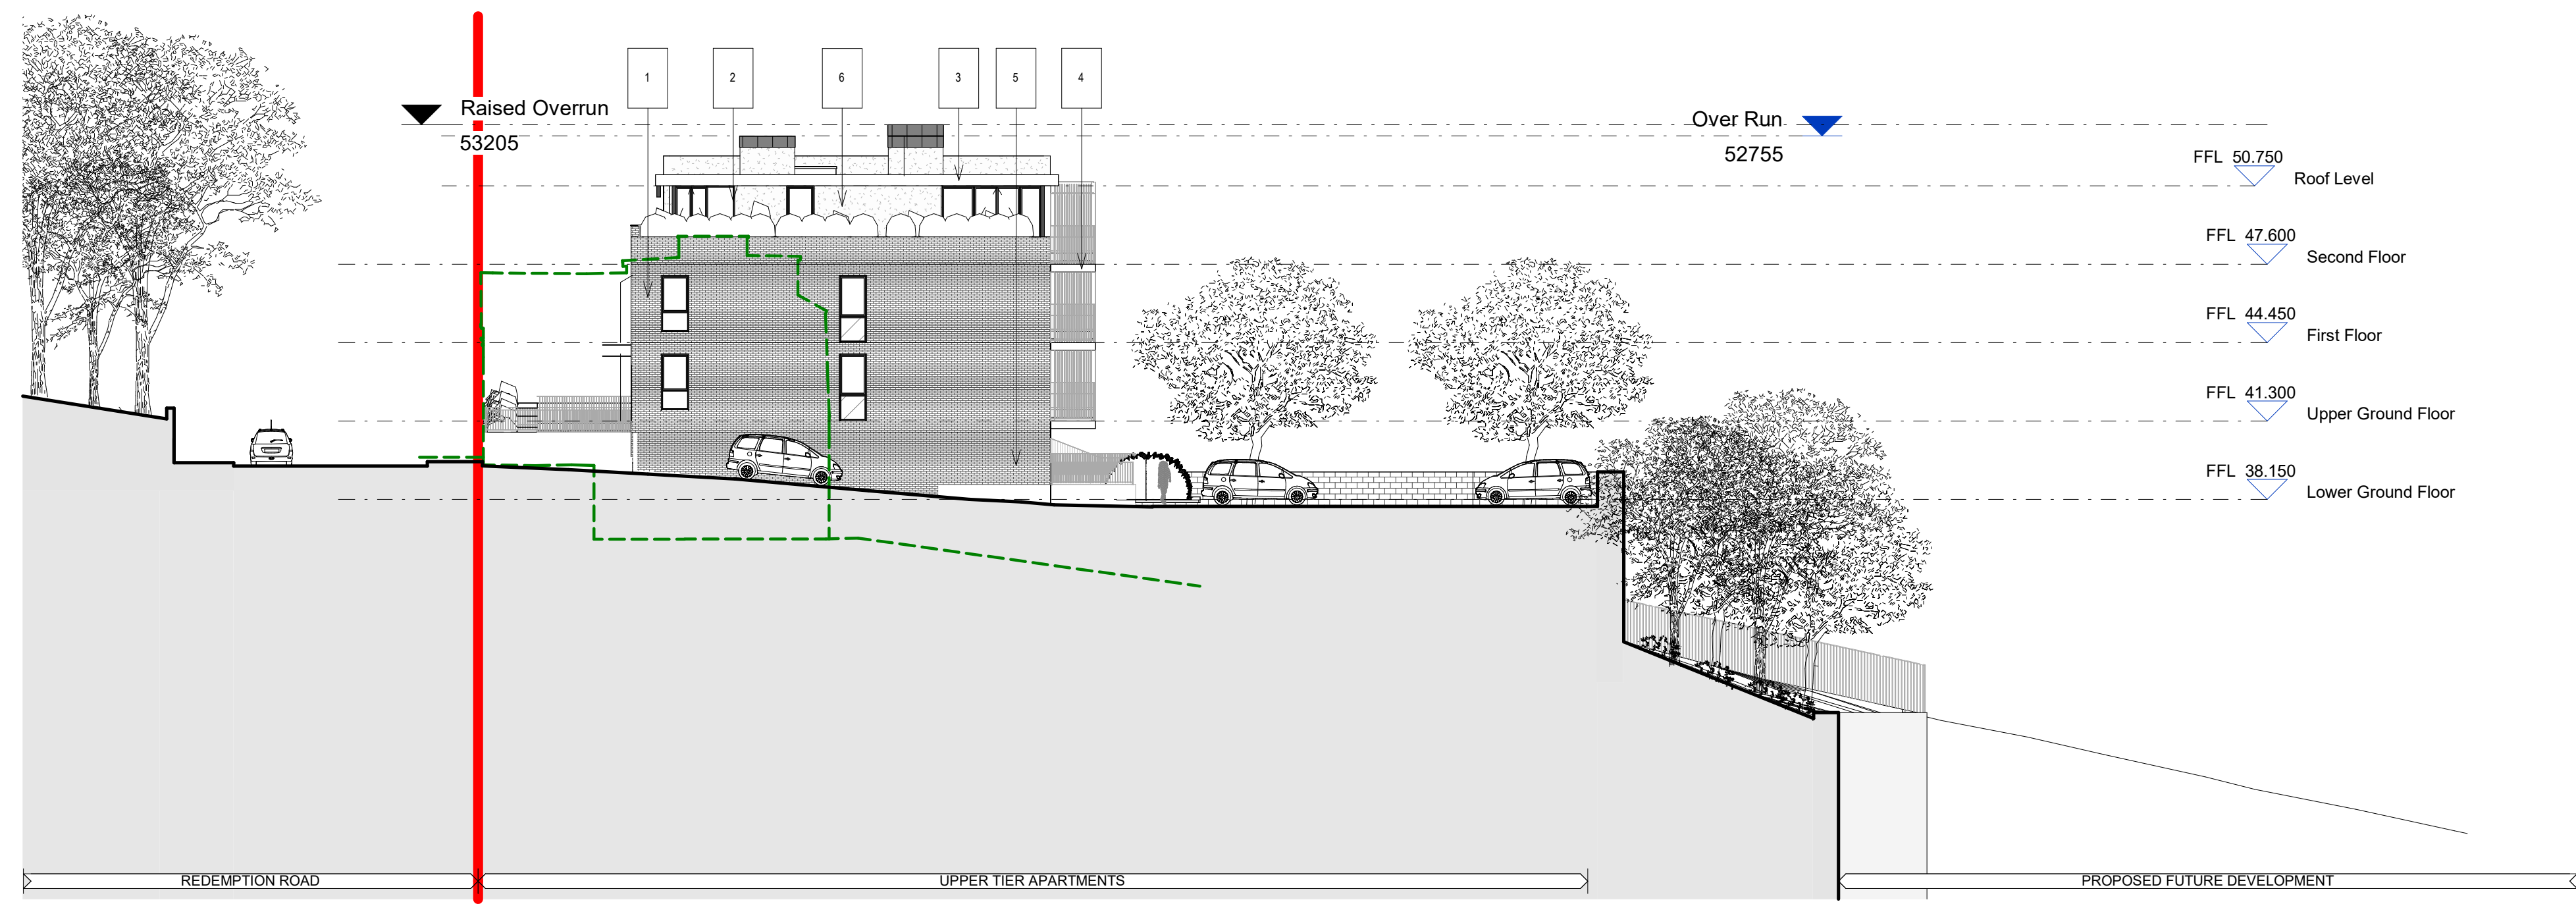 1
2
6
3
5
4
Raised Overrun
53205
Over Run
52755
FFL 50.750
Roof Level
FFL 47.600
Second Floor
FFL 44.450
First Floor
FFL 41.300
Upper Ground Floor
FFL 38.150
Lower Ground Floor
REDEMPTION ROAD
UPPER TIER APARTMENTS
PROPOSED FUTURE DEVELOPMENT